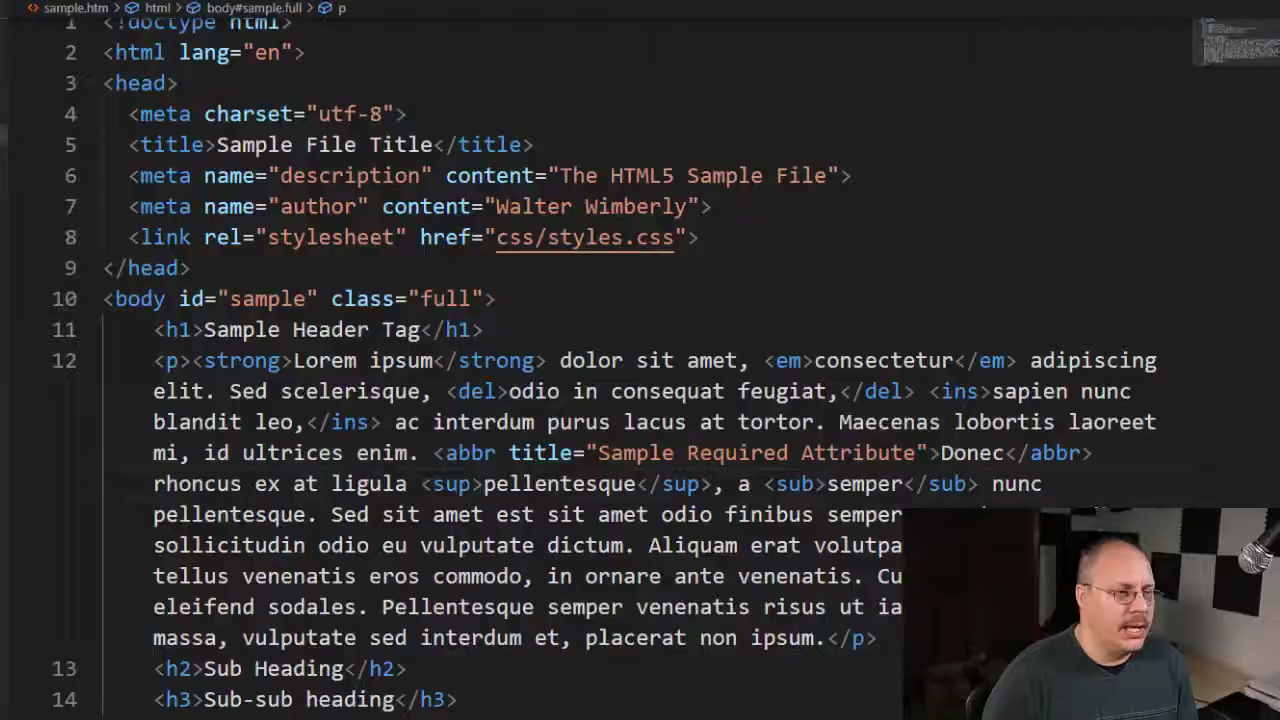 sample.htm > html > body#sample.full > p
1 <!doctype html>
2 <html lang="en">
3 <head>
4 <meta charset="utf-8">
5 <title>Sample File Title</title>
6 <meta name="description" content="The HTML5 Sample File">
7 <meta name="author" content="Walter Wimberly">
8 <link rel="stylesheet" href="css/styles.css">
9 </head>
10 <body id="sample" class="full">
11 <h1>Sample Header Tag</h1>
12 <p><strong>Lorem ipsum</strong> dolor sit amet, <em>consectetur</em> adipiscing
elit. Sed scelerisque, <del>odio in consequat feugiat,</del> <ins>sapien nunc
blandit leo,</ins> ac interdum purus lacus at tortor. Maecenas lobortis laoreet
mi, id ultrices enim. <abbr title="Sample Required Attribute">Donec</abbr>
rhoncus ex at ligula <sup>pellentesque</sup>, a <sub>semper</sub> nunc
pellentesque. Sed sit amet est sit amet odio finibus semper
sollicitudin odio eu vulputate dictum. Aliquam erat volutpa
tellus venenatis eros commodo, in ornare ante venenatis. Cu
eleifend sodales. Pellentesque semper venenatis risus ut ia
massa, vulputate sed interdum et, placerat non ipsum.</p>
13 <h2>Sub Heading</h2>
14 <h3>Sub-sub heading</h3>